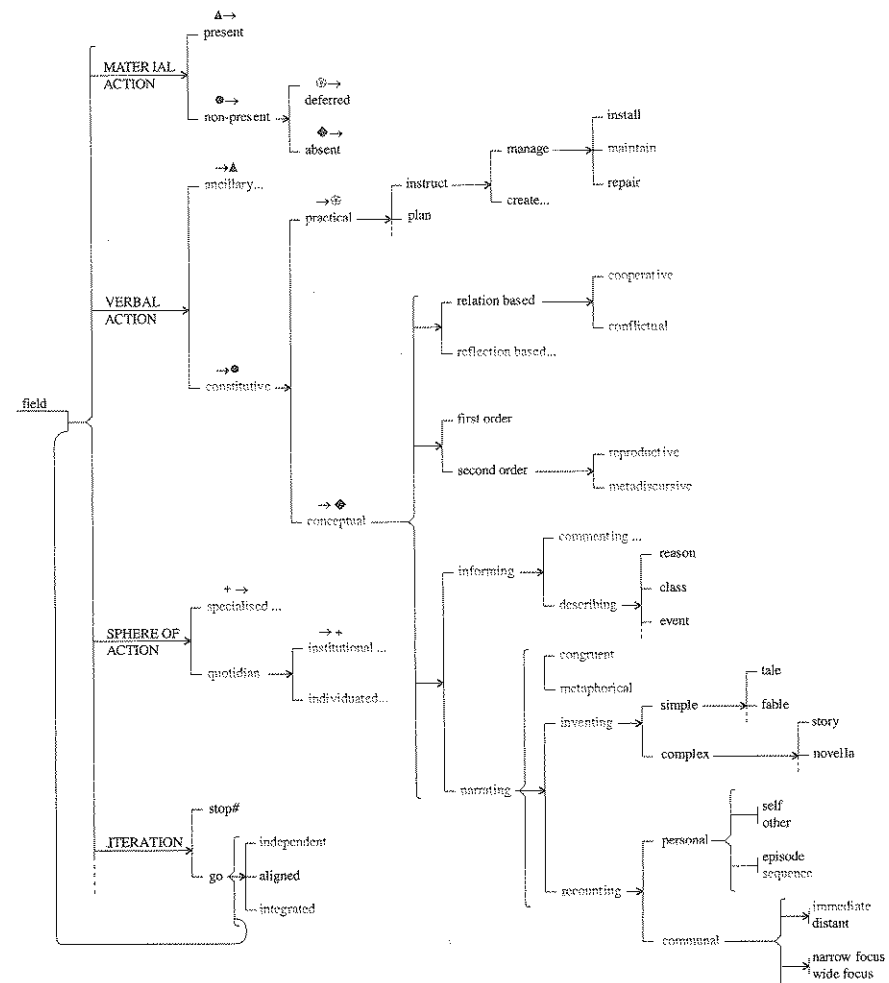 present
MATERIAL
ACTION
deferred
non-present
absent
install
manage
maintain
ancillary...
instruct
repair
practical
plan
create...
cooperative
VERBAL
ACTION
relation based
conflictual
reflection based...
constitutive
field
first order
reproductive
second order
metadiscursive
conceptual
commenting ...
reason
informing
class
+ →
specialised ...
describing
event
SPHERE OF
ACTION
→ +
institutional ...
congruent
quotidian
tale
metaphorical
individuated...
simple
fable
inventing
story
complex
novella
narrating
stop#
self
other
ITERATION
independent
personal
go
aligned
episode
sequence
recounting
integrated
immediate
distant
communal
narrow focus
wide focus